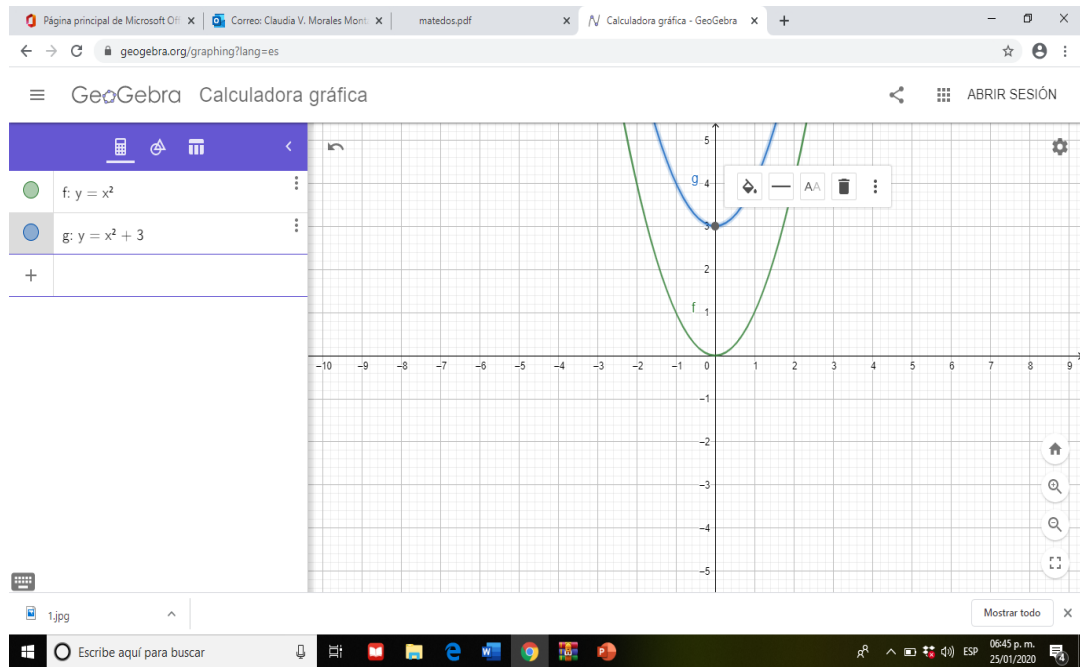 Página principal de Microsoft Off
Correo: Claudia V. Morales Mont
matedos.pdf
Calculadora gráfica - GeoGebra
geogebra.org/graphing?lang=es
GeoGebra Calculadora gráfica
ABRIR SESIÓN
f: y = x²
g: y = x² + 3
5
g 4
AA
3
2
f 1
-10 -9 -8 -7 -6 -5 -4 -3 -2 -1 0 1 2 3 4 5 6 7 8 9
-1
-2
-3
-4
-5
1.jpg
Mostrar todo
Escribe aquí para buscar
ESP
06:45 p. m.
25/01/2020
4